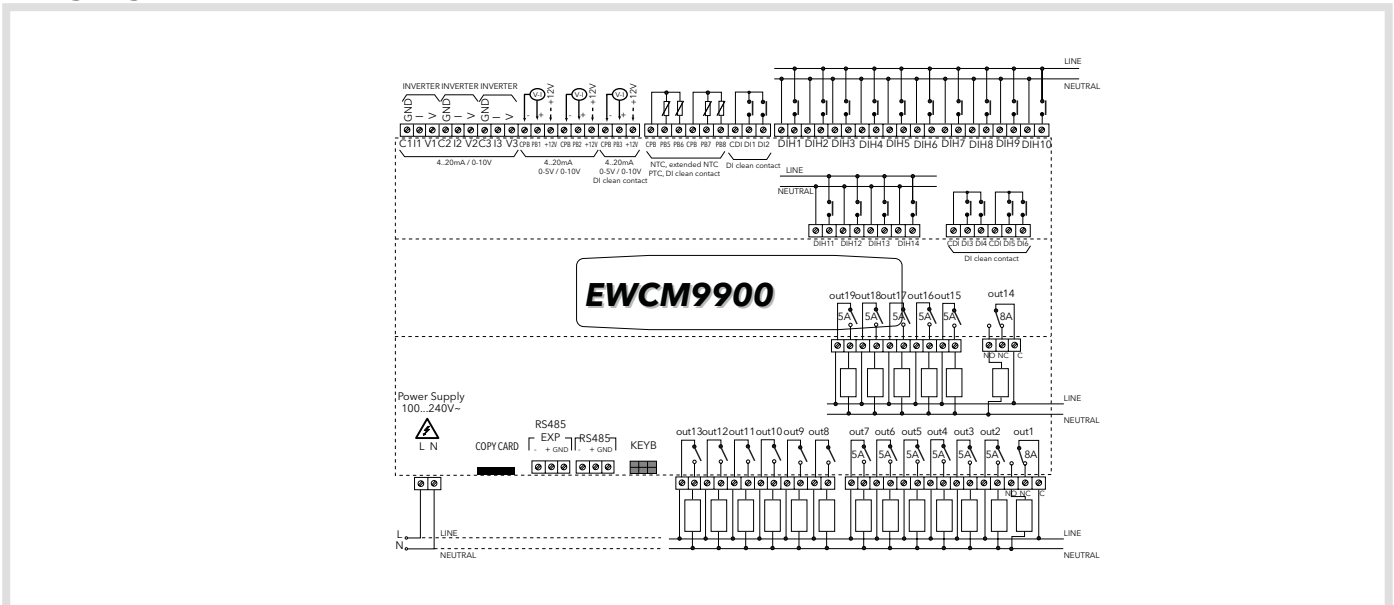 LINE
NEUTRAL
INVERTER INVERTER INVERTER
GND I V GND I V GND I V
- V-I + +12V - V-I + +12V - V-I + +12V
C1 I1 V1 C2 I2 V2 C3 I3 V3 CPB PB1 +12V CPB PB2 +12V CPB PB3 +12V CPB PB5 PB6 CPB PB7 PB8 CDI DI1 DI2 DIH1 DIH2 DIH3 DIH4 DIH5 DIH6 DIH7 DIH8 DIH9 DIH10
4..20mA / 0-10V
4..20mA
0-5V / 0-10V
4..20mA
0-5V / 0-10V
DI clean contact
NTC, extended NTC
PTC, DI clean contact
DI clean contact
LINE
NEUTRAL
DIH11 DIH12 DIH13 DIH14
CDI DI3 DI4 CDI DI5 DI6
DI clean contact
EWCM9900
out19 out18 out17 out16 out15 out14
5A 5A 5A 5A 5A 8A
NO NC C
LINE
NEUTRAL
Power Supply
100...240V~
L N
COPY CARD
RS485
EXP
- + GND
RS485
- + GND
KEYB
out13 out12 out11 out10 out9 out8 out7 out6 out5 out4 out3 out2 out1
5A 5A 5A 5A 5A 5A 8A
NO NC C
L LINE LINE
N NEUTRAL NEUTRAL